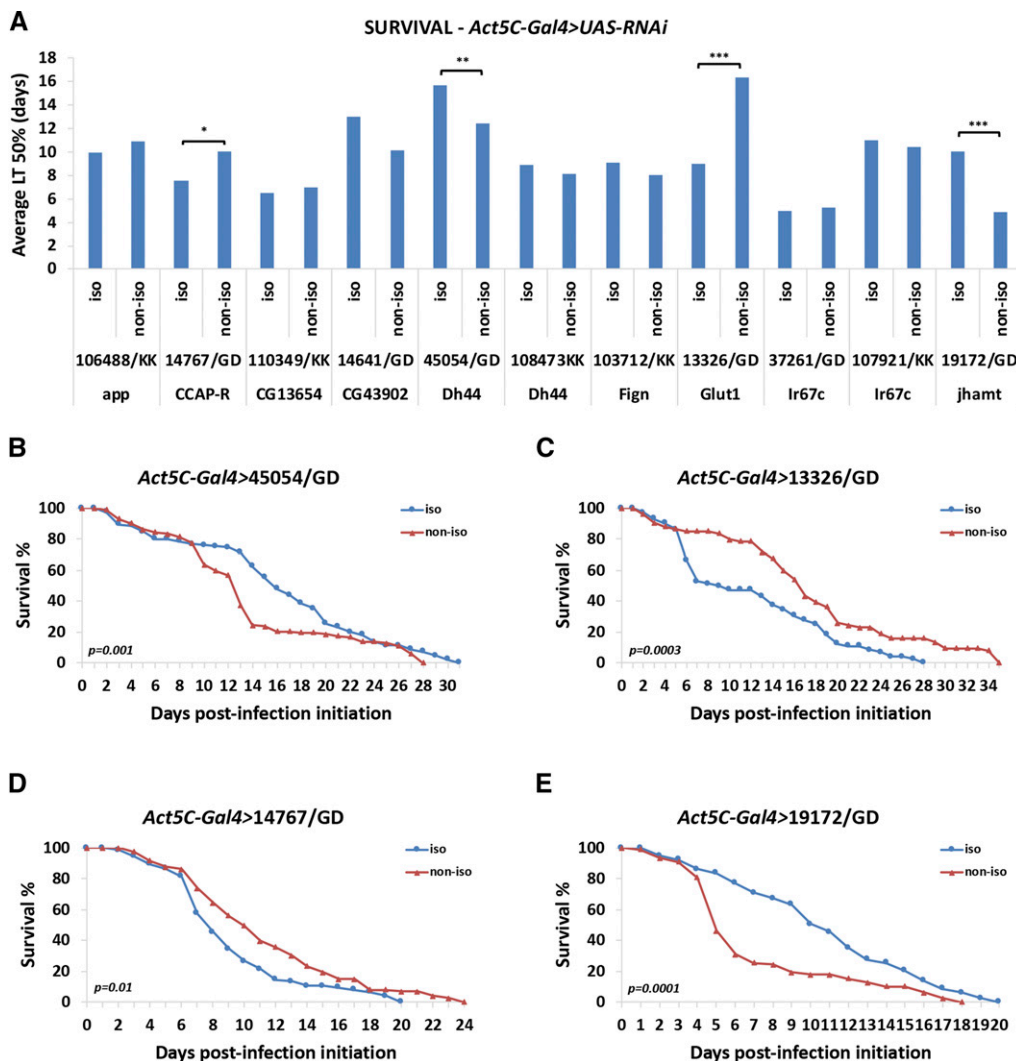 A
SURVIVAL - Act5C-Gal4>UAS-RNAi
Average LT 50% (days)
18
16
14
12
10
8
6
4
2
0
*
**
***
***
iso non-iso iso non-iso iso non-iso iso non-iso iso non-iso iso non-iso iso non-iso iso non-iso iso non-iso iso non-iso iso non-iso
106488/KK 14767/GD 110349/KK 14641/GD 45054/GD 108473KK 103712/KK 13326/GD 37261/GD 107921/KK 19172/GD
app CCAP-R CG13654 CG43902 Dh44 Dh44 Fign Glut1 Ir67c Ir67c jhamt
B
Act5C-Gal4>45054/GD
Survival %
100
80
60
40
20
0
iso
non-iso
p=0.001
0 2 4 6 8 10 12 14 16 18 20 22 24 26 28 30
Days post-infection initiation
C
Act5C-Gal4>13326/GD
Survival %
100
80
60
40
20
0
iso
non-iso
p=0.0003
0 2 4 6 8 10 12 14 16 18 20 22 24 26 28 30 32 34
Days post-infection initiation
D
Act5C-Gal4>14767/GD
Survival %
100
80
60
40
20
0
iso
non-iso
p=0.01
0 2 4 6 8 10 12 14 16 18 20 22 24
Days post-infection initiation
E
Act5C-Gal4>19172/GD
Survival %
100
80
60
40
20
0
iso
non-iso
p=0.0001
0 1 2 3 4 5 6 7 8 9 10 11 12 13 14 15 16 17 18 19 20
Days post-infection initiation